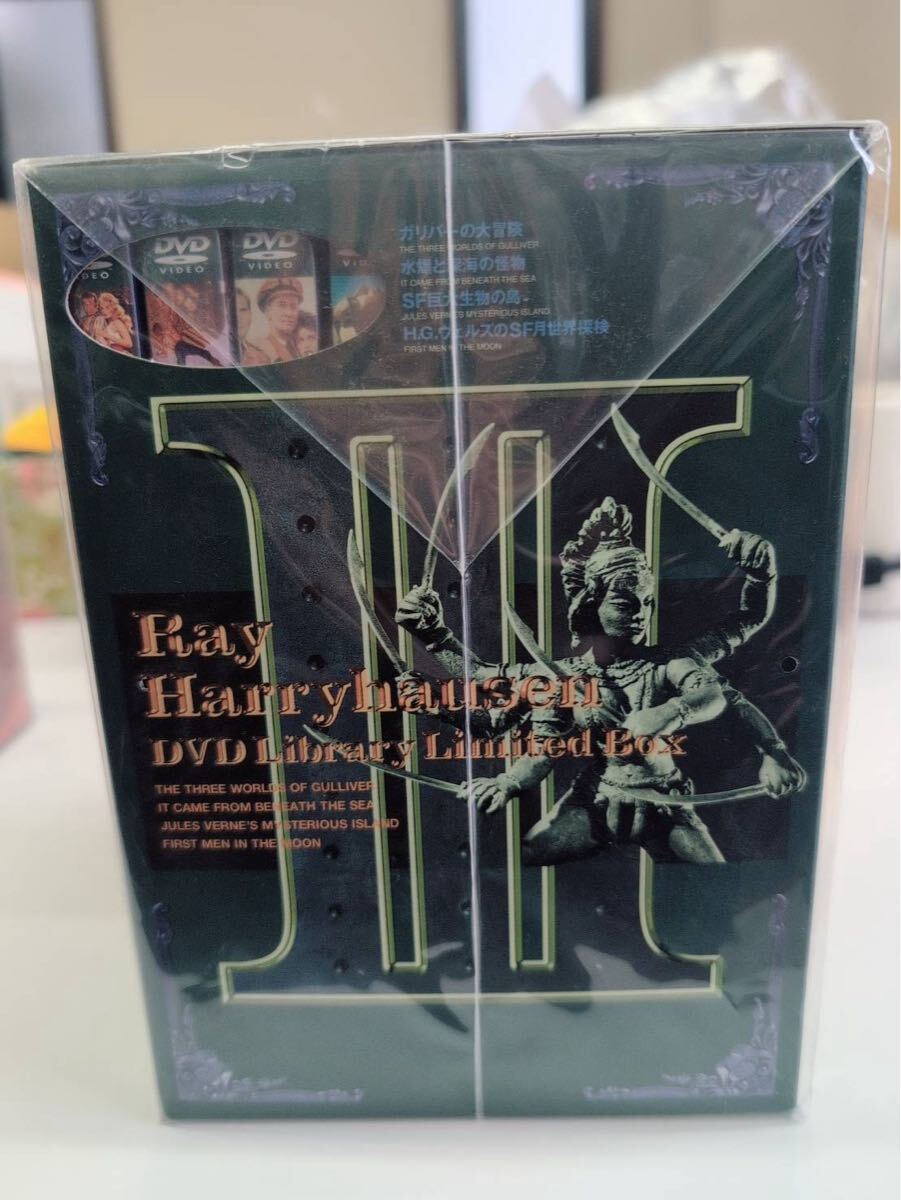 DVD
VIDEO
DVD
VIDEO
ガリバーの大冒険
THE THREE WORLDS OF GULLIVER
水爆と深海の怪物
IT CAME FROM BENEATH THE SEA
SF巨大生物の島
JULES VERNE'S MYSTERIOUS ISLAND
H.G.ウェルズのSF月世界探検
FIRST MEN IN THE MOON
III
Ray
Harryhausen
DVD Library Limited Box
THE THREE WORLDS OF GULLIVER
IT CAME FROM BENEATH THE SEA
JULES VERNE'S MYSTERIOUS ISLAND
FIRST MEN IN THE MOON